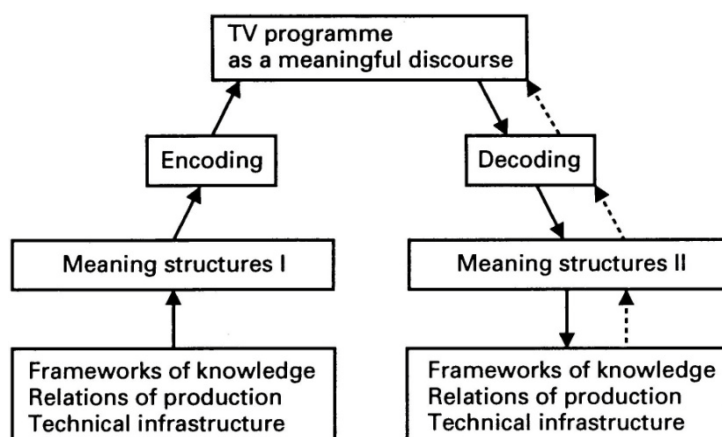 TV programme
as a meaningful discourse
Encoding
Decoding
Meaning structures I
Meaning structures II
Frameworks of knowledge
Relations of production
Technical infrastructure
Frameworks of knowledge
Relations of production
Technical infrastructure